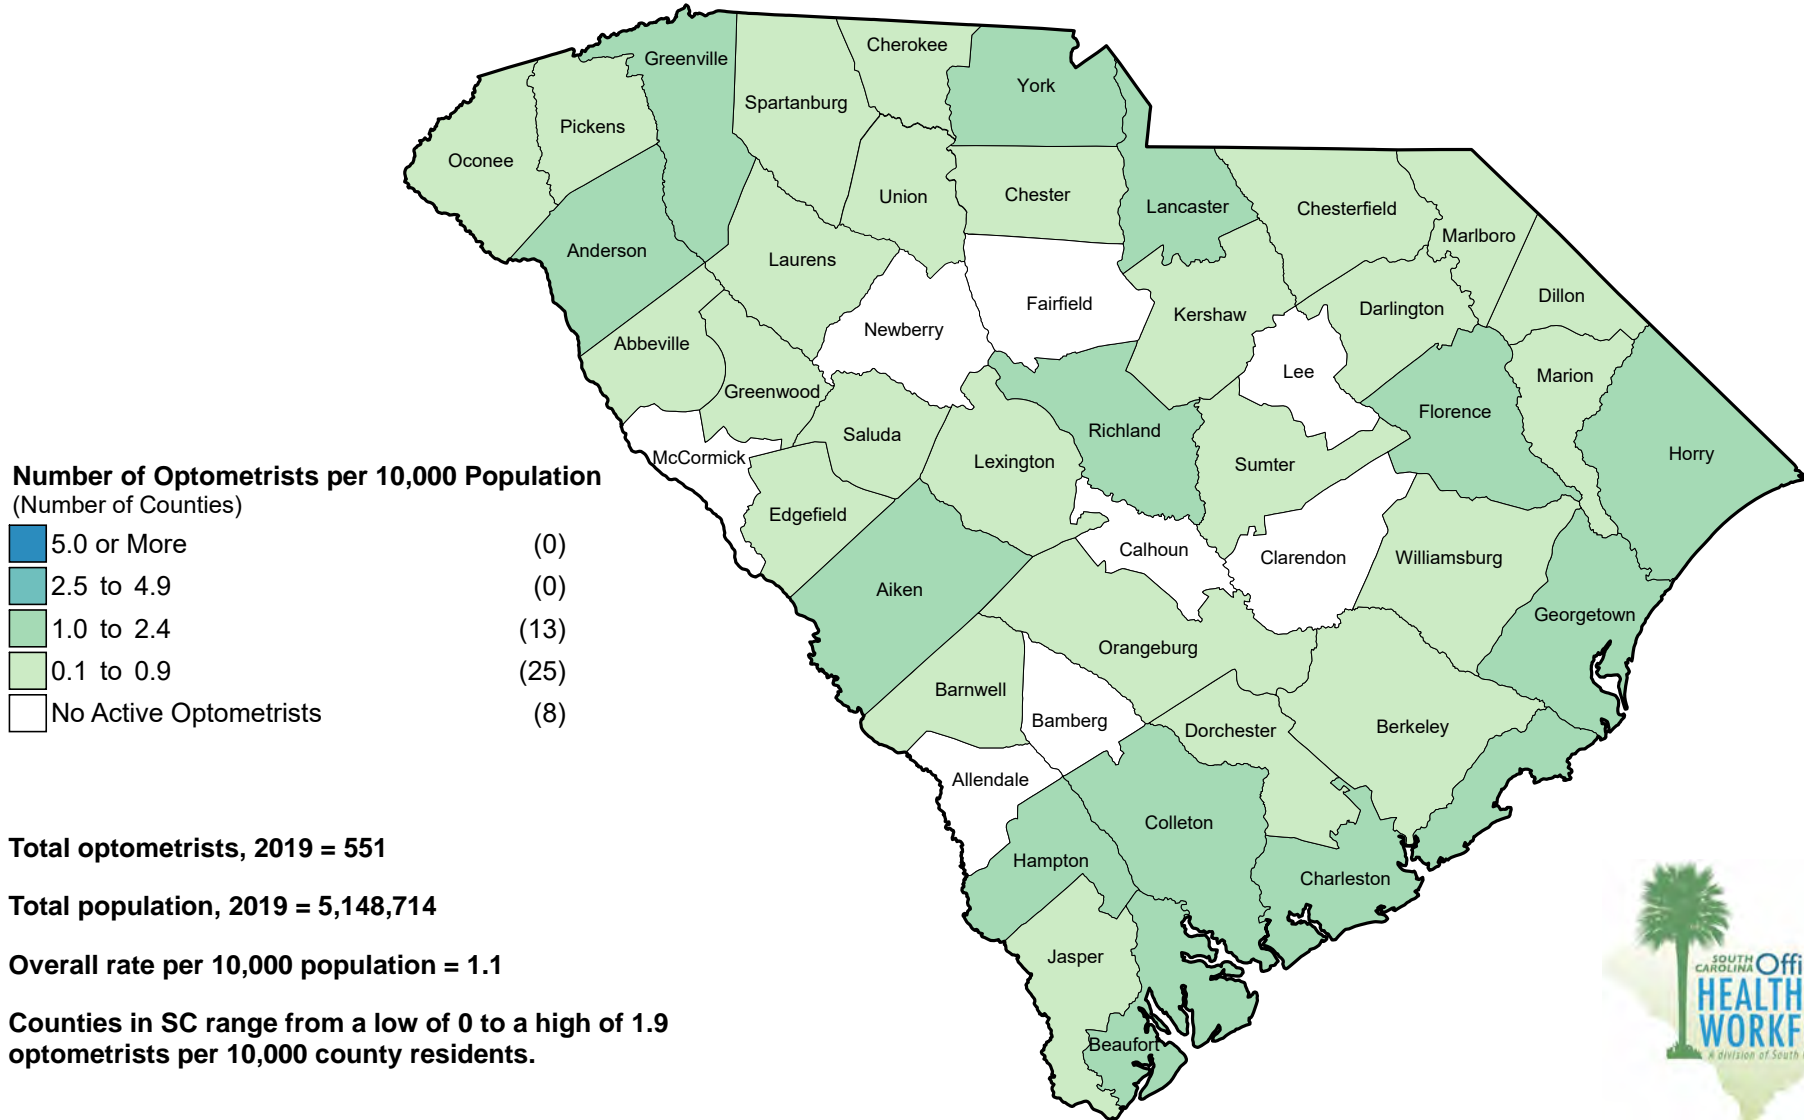 Cherokee
Greenville
York
Spartanburg
Pickens
Oconee
Union
Chester
Lancaster
Chesterfield
Marlboro
Anderson
Laurens
Dillon
Fairfield
Kershaw
Darlington
Newberry
Abbeville
Lee
Marion
Greenwood
Florence
Richland
Saluda
Horry
McCormick
Lexington
Sumter
Number of Optometrists per 10,000 Population
(Number of Counties)
5.0 or More (0)
2.5 to 4.9 (0)
1.0 to 2.4 (13)
0.1 to 0.9 (25)
No Active Optometrists (8)
Edgefield
Calhoun
Clarendon
Williamsburg
Aiken
Georgetown
Orangeburg
Barnwell
Bamberg
Dorchester
Berkeley
Allendale
Colleton
Hampton
Charleston
Jasper
Beaufort
Total optometrists, 2019 = 551
Total population, 2019 = 5,148,714
Overall rate per 10,000 population = 1.1
Counties in SC range from a low of 0 to a high of 1.9
optometrists per 10,000 county residents.
SOUTH CAROLINA Offi
HEALTH
WORKF
A division of South